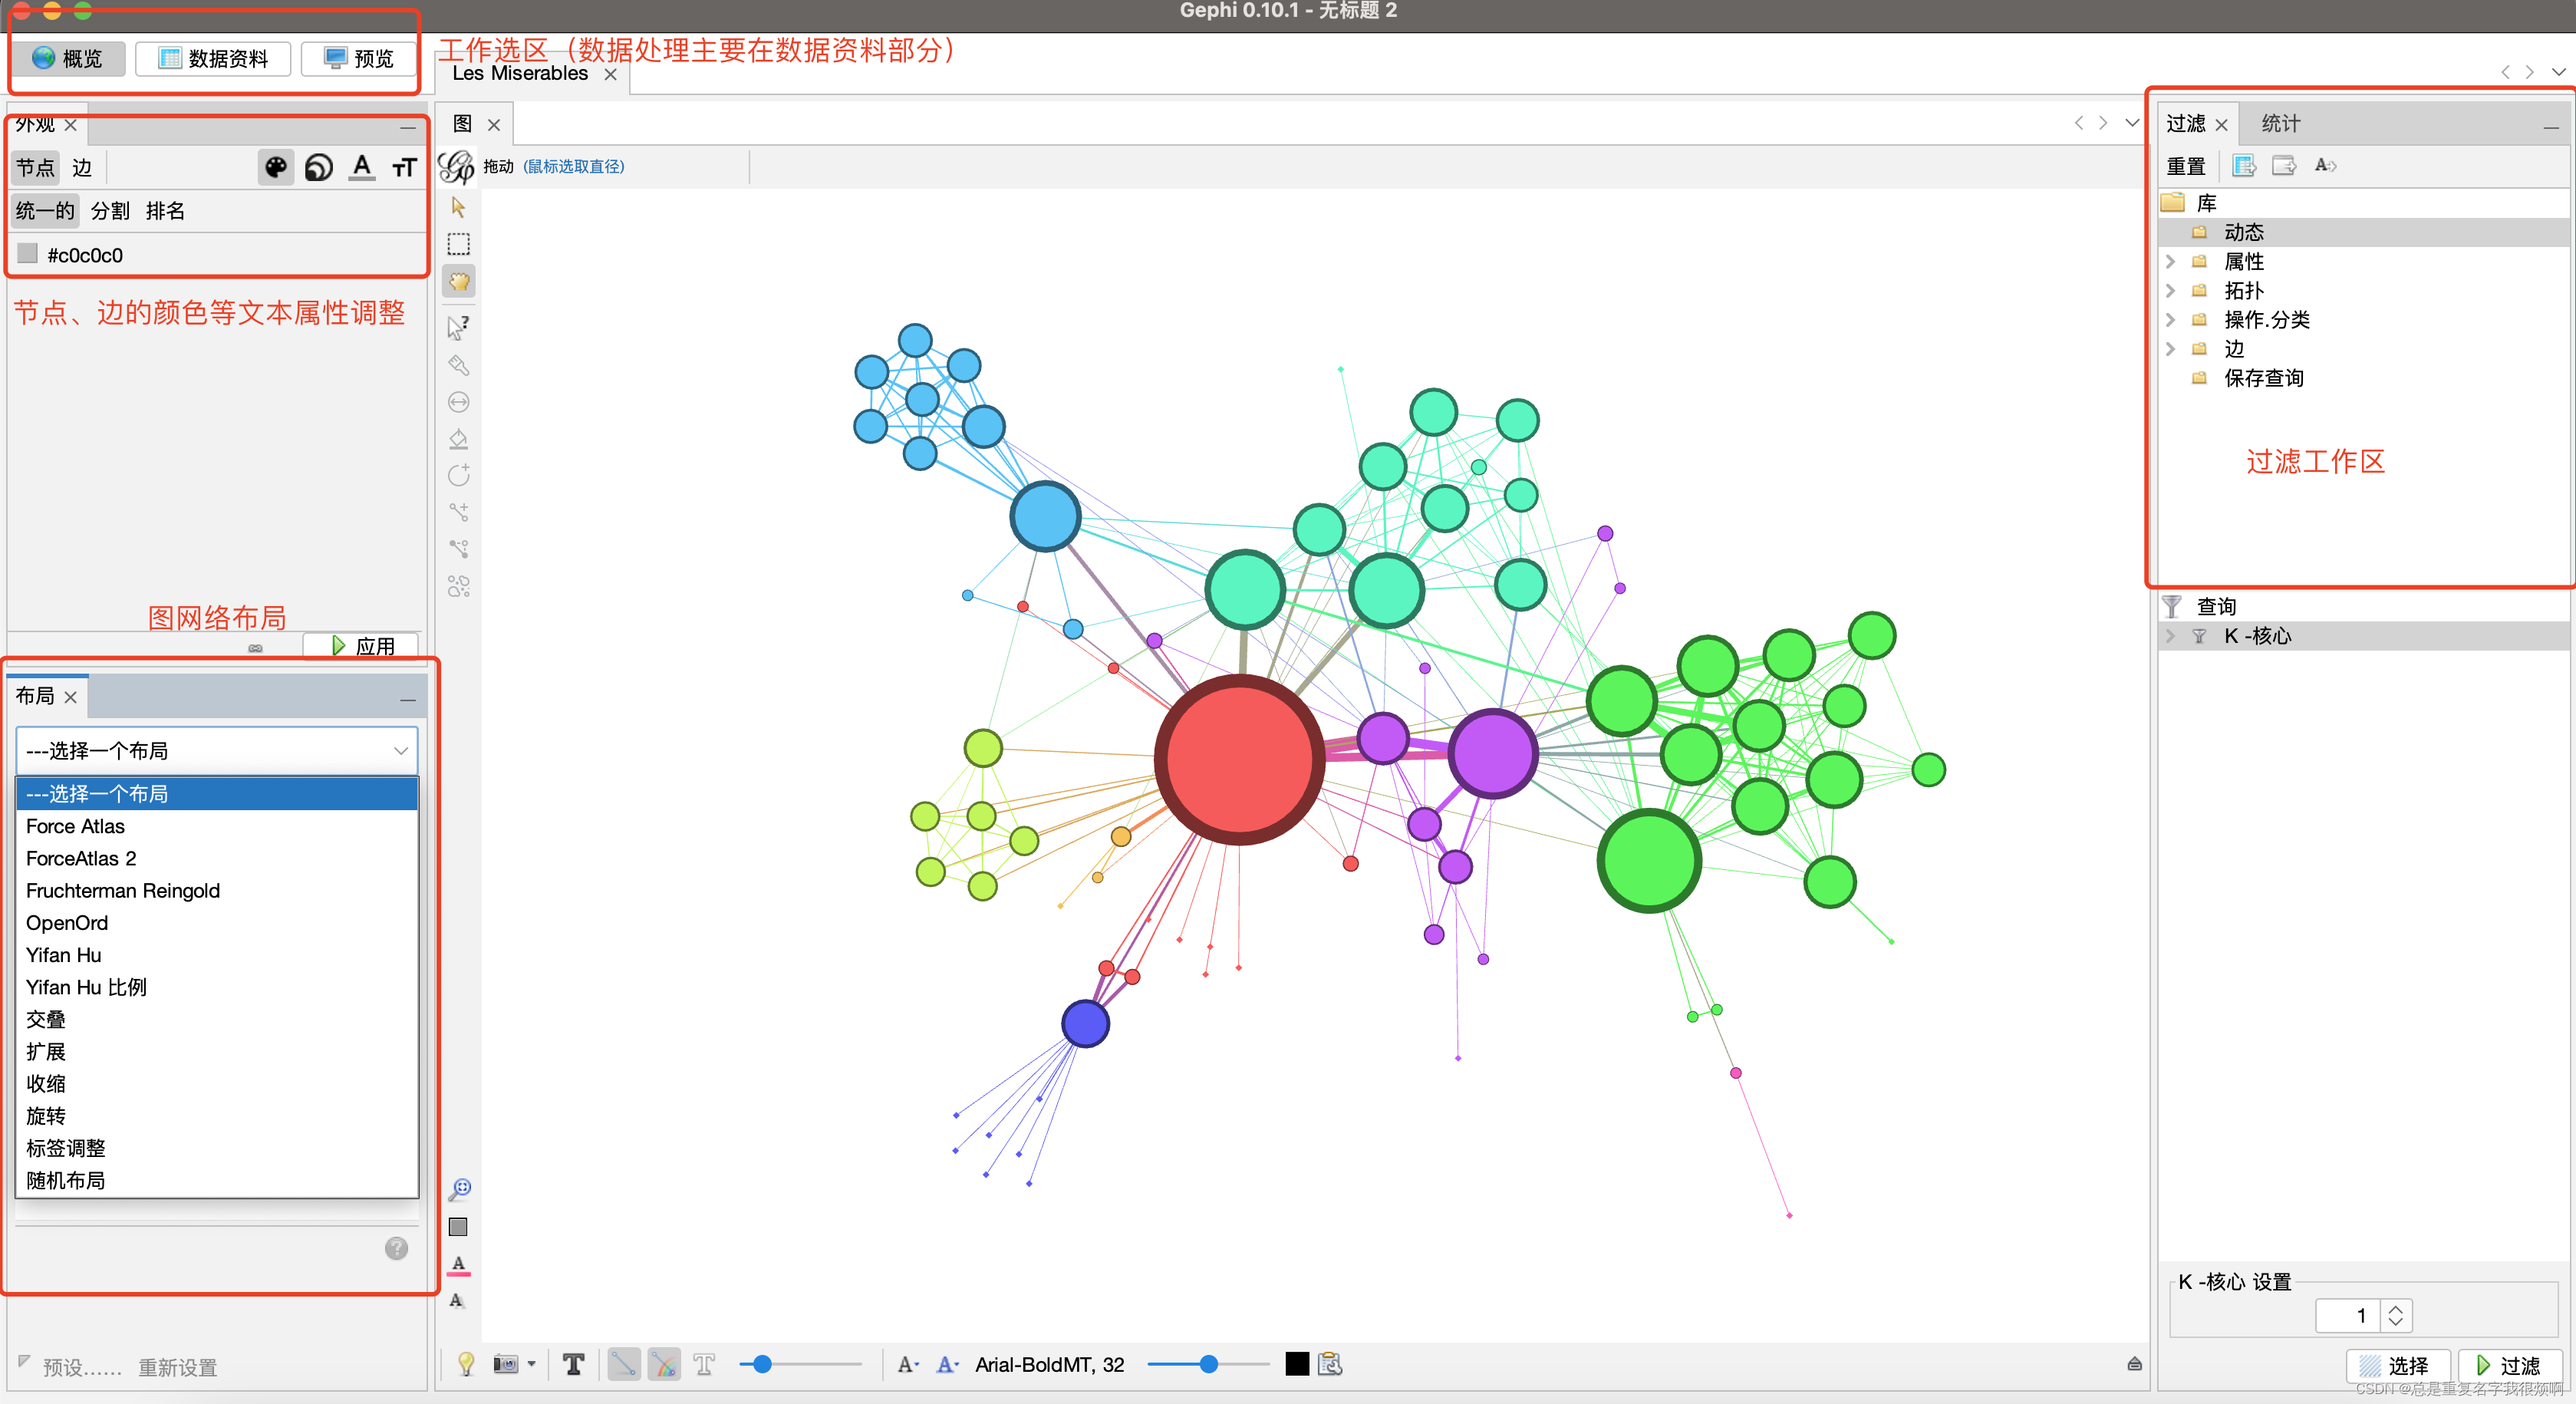 Gephi 0.10.1 - 无标题 2
概览 数据资料 预览
工作选区（数据处理主要在数据资料部分）
Les Miserables
外观
节点 边
A
тT
统一的 分割 排名
#c0c0c0
节点、边的颜色等文本属性调整
图网络布局
应用
布局
---选择一个布局
---选择一个布局
Force Atlas
ForceAtlas 2
Fruchterman Reingold
OpenOrd
Yifan Hu
Yifan Hu 比例
交叠
扩展
收缩
旋转
标签调整
随机布局
?
预设...... 重新设置
图
拖动 (鼠标选取直径)
A
A
T T
A A Arial-BoldMT, 32
过滤 统计
重置
A
库
动态
属性
拓扑
操作.分类
边
保存查询
过滤工作区
查询
K -核心
K -核心 设置
1
选择 过滤
CSDN @总是重复名字我很烦啊